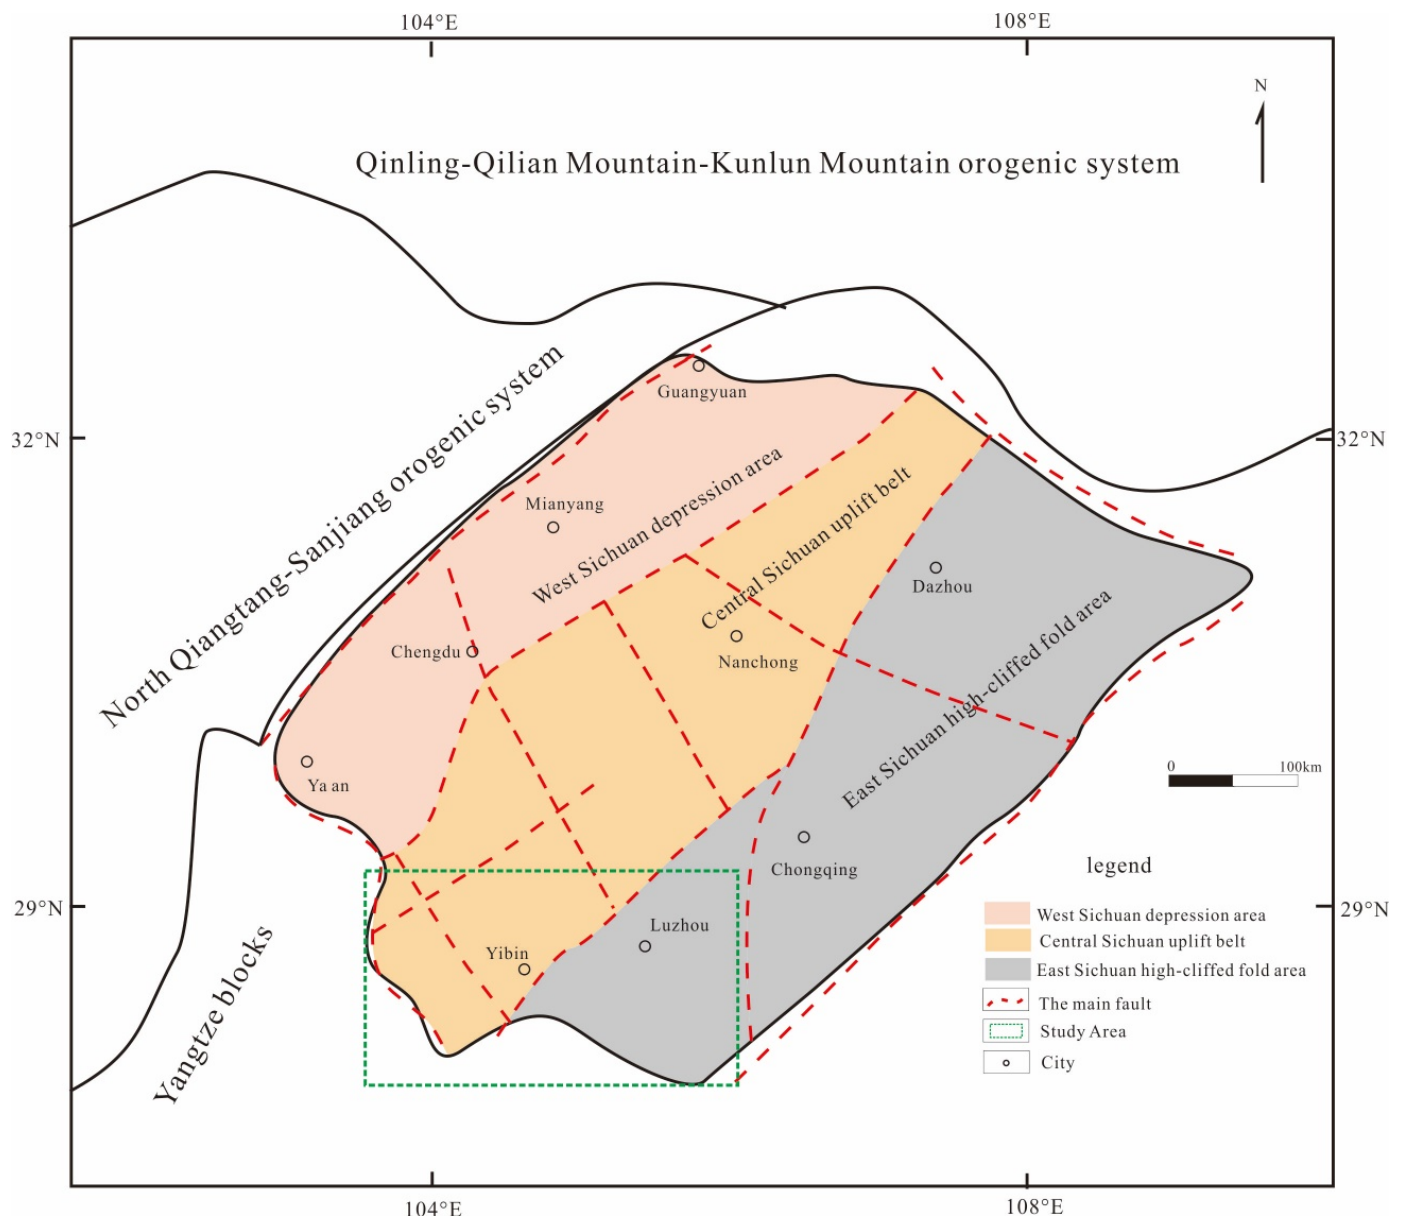 104°E
108°E
N
Qinling-Qilian Mountain-Kunlun Mountain orogenic system
North Qiangtang-Sanjiang orogenic system
Guangyuan
32°N
32°N
Mianyang
West Sichuan depression area
Central Sichuan uplift belt
Dazhou
Chengdu
Nanchong
East Sichuan high-cliffed fold area
Ya an
0
100km
Chongqing
legend
29°N
29°N
Luzhou
Yibin
Yangtze blocks
West Sichuan depression area
Central Sichuan uplift belt
East Sichuan high-cliffed fold area
The main fault
Study Area
City
104°E
108°E